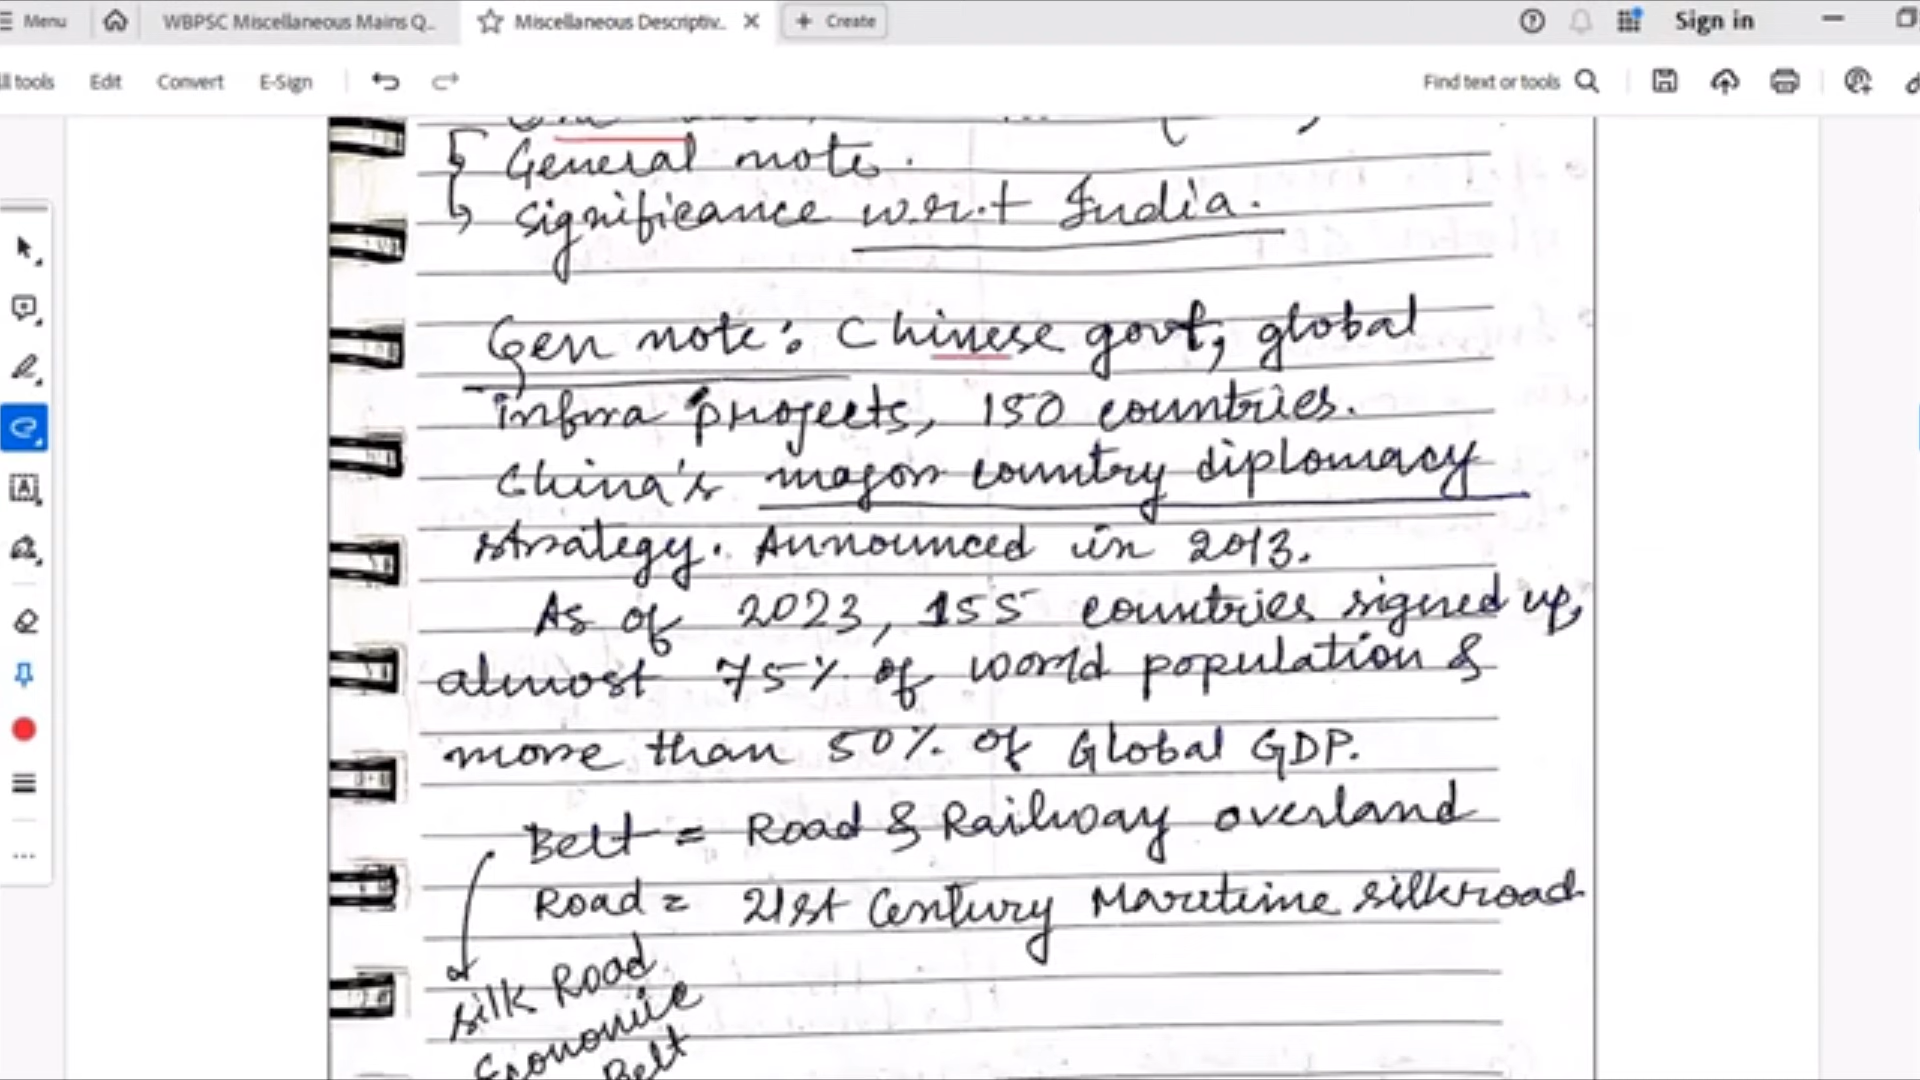 Menu
WBPSC Miscellaneous Mains Q...
Miscellaneous Descriptiv...
+ Create
Sign in
ll tools
Edit
Convert
E-Sign
Find text or tools
General note.
significance w.r.t India.
Gen note: Chinese govt, global
infra projects, 150 countries.
China's major country diplomacy
strategy. Announced in 2013.
As of 2023, 155 countries signed up,
almost 75% of world population &
more than 50% of Global GDP.
Belt = Road & Railway overland
Road = 21st Century Maretime silkroad
Silk Road
Economic
Belt